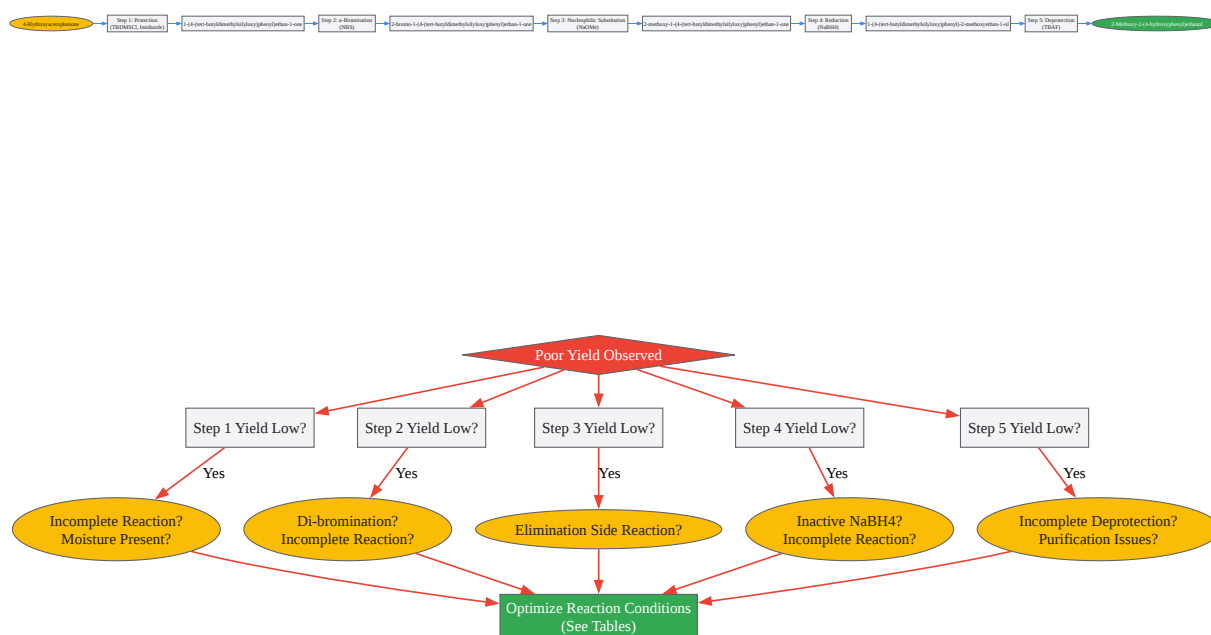 4-Hydroxyacetophenone
Step 1: Protection
(TBDMSCl, Imidazole)
1-(4-(tert-butyldimethylsilyloxy)phenyl)ethan-1-one
Step 2: α-Bromination
(NBS)
2-bromo-1-(4-(tert-butyldimethylsilyloxy)phenyl)ethan-1-one
Step 3: Nucleophilic Substitution
(NaOMe)
2-methoxy-1-(4-(tert-butyldimethylsilyloxy)phenyl)ethan-1-one
Step 4: Reduction
(NaBH4)
1-(4-(tert-butyldimethylsilyloxy)phenyl)-2-methoxyethan-1-ol
Step 5: Deprotection
(TBAF)
2-Methoxy-2-(4-hydroxyphenyl)ethanol
Poor Yield Observed
Step 1 Yield Low?
Step 2 Yield Low?
Step 3 Yield Low?
Step 4 Yield Low?
Step 5 Yield Low?
Yes
Yes
Yes
Yes
Yes
Incomplete Reaction?
Moisture Present?
Di-bromination?
Incomplete Reaction?
Elimination Side Reaction?
Inactive NaBH4?
Incomplete Reaction?
Incomplete Deprotection?
Purification Issues?
Optimize Reaction Conditions
(See Tables)